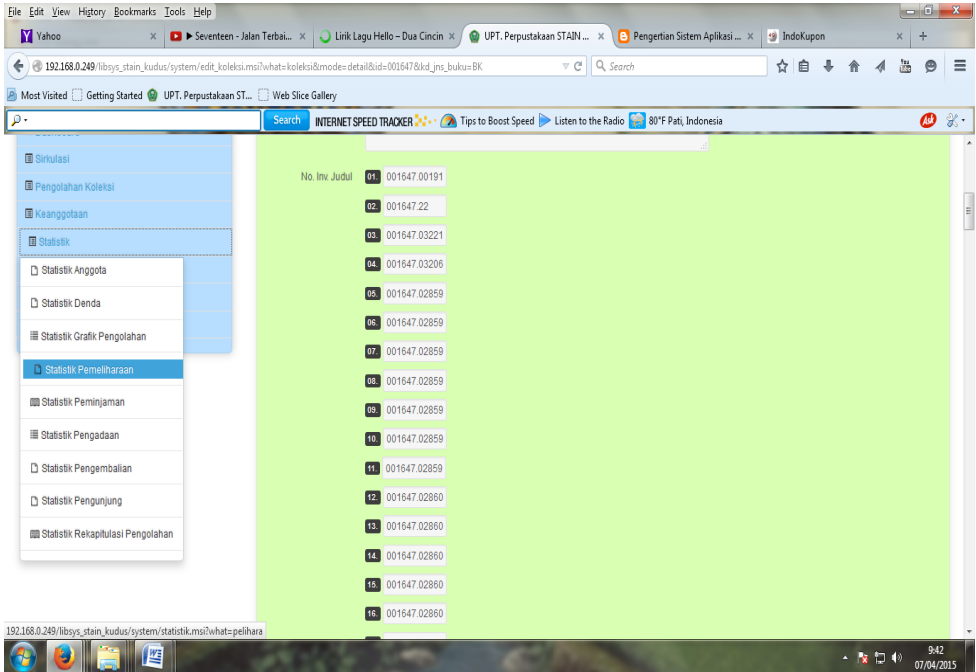 File Edit View History Bookmarks Tools Help
Yahoo × Seventeen - Jalan Terbai... × Lirik Lagu Hello – Dua Cincin × UPT. Perpustakaan STAIN ... × Pengertian Sistem Aplikasi ... × IndoKupon × +
192.168.0.249/libsys_stain_kudus/system/edit_koleksi.msi?what=koleksi&mode=detail&id=001647&kd_jns_buku=BK Search
Most Visited Getting Started UPT. Perpustakaan ST... Web Slice Gallery
Search INTERNET SPEED TRACKER Tips to Boost Speed Listen to the Radio 80°F Pati, Indonesia Ask
Sirkulasi
Pengolahan Koleksi
Keanggotaan
Statistik
Statistik Anggota
Statistik Denda
Statistik Grafik Pengolahan
Statistik Pemeliharaan
Statistik Peminjaman
Statistik Pengadaan
Statistik Pengembalian
Statistik Pengunjung
Statistik Rekapitulasi Pengolahan
No. Inv. Judul 01. 001647.00191
02. 001647.22
03. 001647.03221
04. 001647.03206
05. 001647.02859
06. 001647.02859
07. 001647.02859
08. 001647.02859
09. 001647.02859
10. 001647.02859
11. 001647.02859
12. 001647.02860
13. 001647.02860
14. 001647.02860
15. 001647.02860
16. 001647.02860
192.168.0.249/libsys_stain_kudus/system/statistik.msi?what=pelihara
9:42
07/04/2015